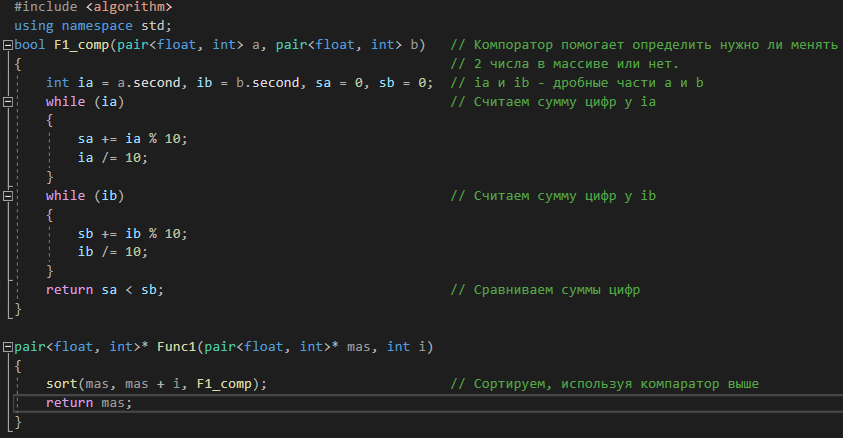 #include <algorithm>
using namespace std;
bool F1_comp(pair<float, int> a, pair<float, int> b)   // Компоратор помогает определить нужно ли менять
{                                                      // 2 числа в массиве или нет.
    int ia = a.second, ib = b.second, sa = 0, sb = 0;  // ia и ib - дробные части a и b
    while (ia)                                         // Считаем сумму цифр у ia
    {
        sa += ia % 10;
        ia /= 10;
    }
    while (ib)                                         // Считаем сумму цифр у ib
    {
        sb += ib % 10;
        ib /= 10;
    }
    return sa < sb;                                    // Сравниваем суммы цифр
}

pair<float, int>* Func1(pair<float, int>* mas, int i)
{
    sort(mas, mas + i, F1_comp);                       // Сортируем, используя компаратор выше
    return mas;
}